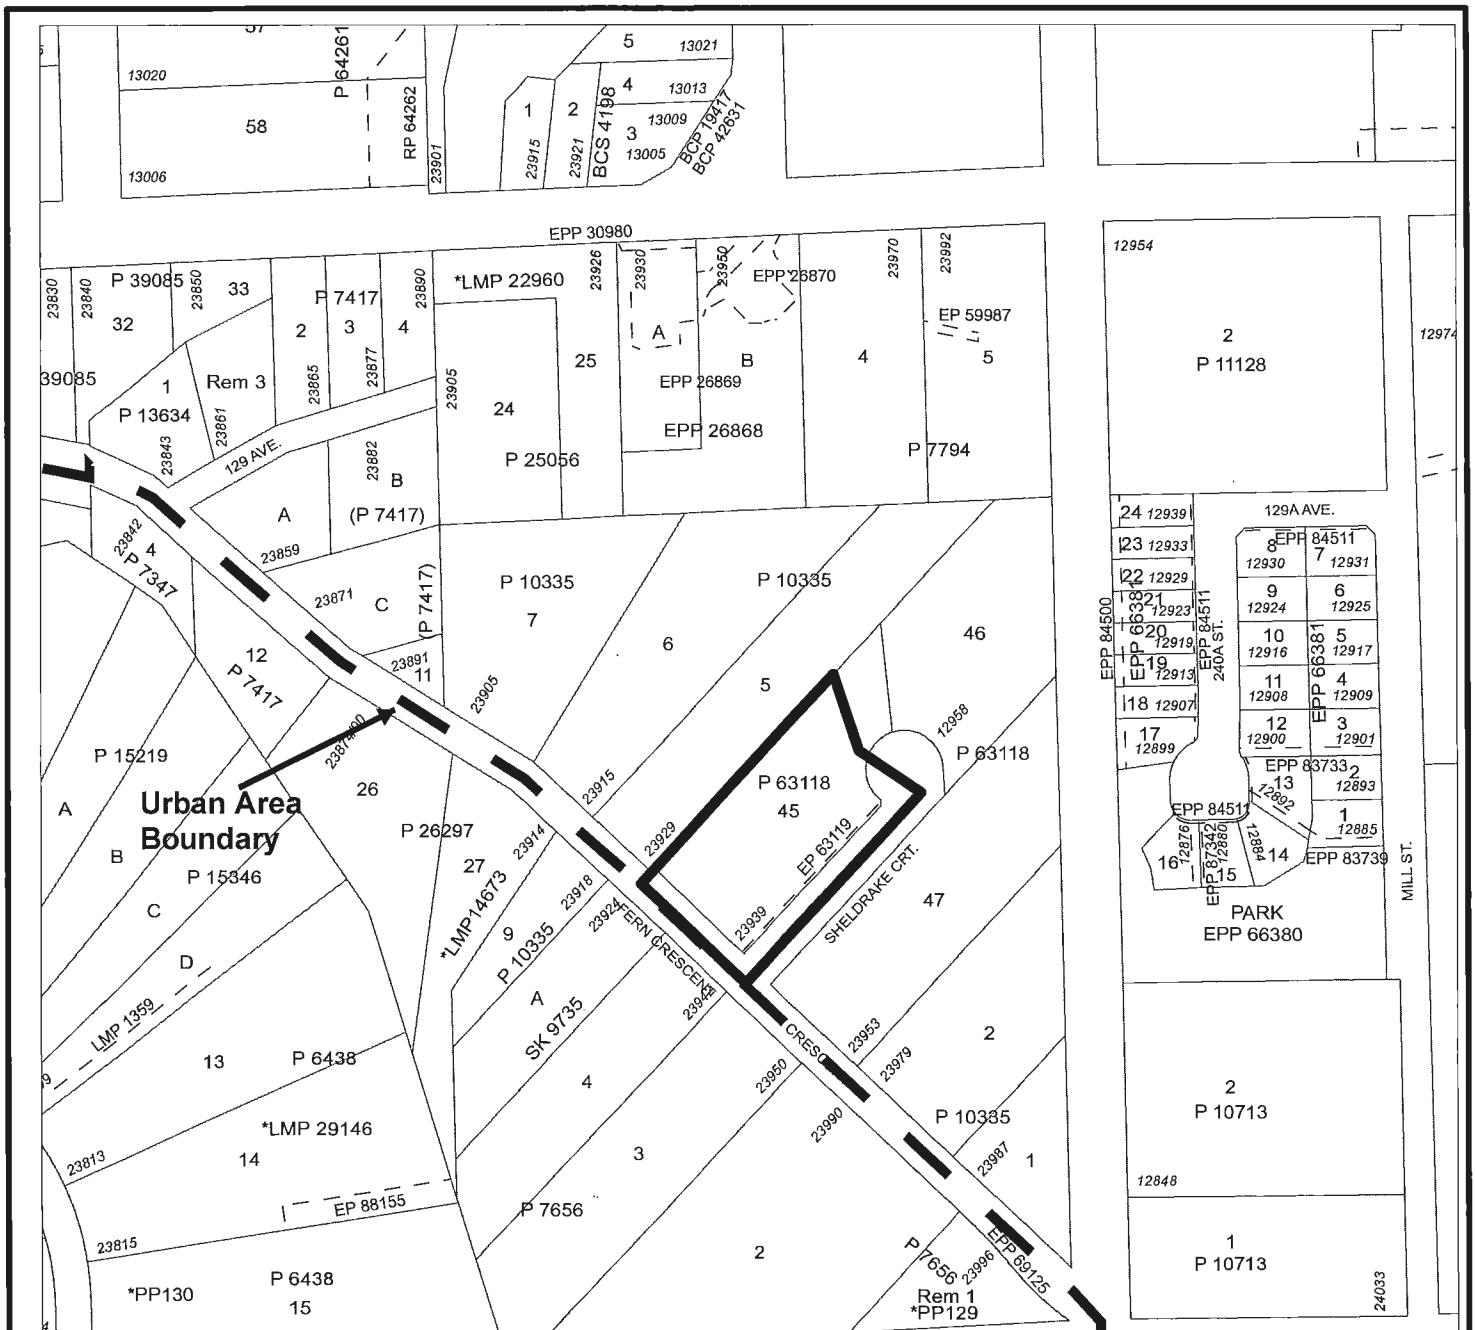 13020
P 64261
58
13006
RP 64262
23901
1
23915
2
23921
BCS 4198
5
13021
4
13013
13009
3
13005
BCP 19417
BCP 42631
EPP 30980
23830
23840
P 39085
23850
33
32
39085
1
P 13634
23843
Rem 3
23861
P 7417
2
23865
3
23877
4
23890
129 AVE.
*LMP 22960
23905
24
P 25056
25
23926
23930
A
EPP 26869
EPP 26868
23950
EPP 26870
B
4
23970
23992
EP 59987
5
P 7794
12954
2
P 11128
12974
23882
B
(P 7417)
A
23859
23842
4
P 7347
23871
C
(P 7417)
23891
11
12
P 7417
P 10335
7
23905
P 10335
6
5
46
12958
P 63118
P 63118
45
EP 63119
23915
23929
23939
SHELDRAKE CRT.
47
Urban Area
Boundary
P 15219
A
B
P 15346
C
D
LMP 1359
26
P 26297
27
23914
*LMP14673
9
P 10335
23918
23924
FERN CRESCENT
A
SK 9735
4
3
P 7656
2
23950
23990
23953
23979
2
P 10335
23987
1
P 7656
23996
EPP 69125
Rem 1
*PP129
13
P 6438
*LMP 29146
14
23813
EP 88155
23815
*PP130
P 6438
15
129A AVE.
24 12939
23 12933
22 12929
21 12923
20 12919
19 12913
18 12907
17
12899
EPP 84500
EPP 66381
EPP 84511
240A ST.
EPP 84511
8
12930
7
12931
9
12924
6
12925
10
12916
5
12917
11
12908
4
12909
12
12900
3
12901
EPP 66381
EPP 83733
13
12892
2
12893
1
12885
EPP 83739
EPP 84511
16
12876
EPP 87342
12880
15
12884
14
PARK
EPP 66380
MILL ST.
2
P 10713
12848
1
P 10713
24033